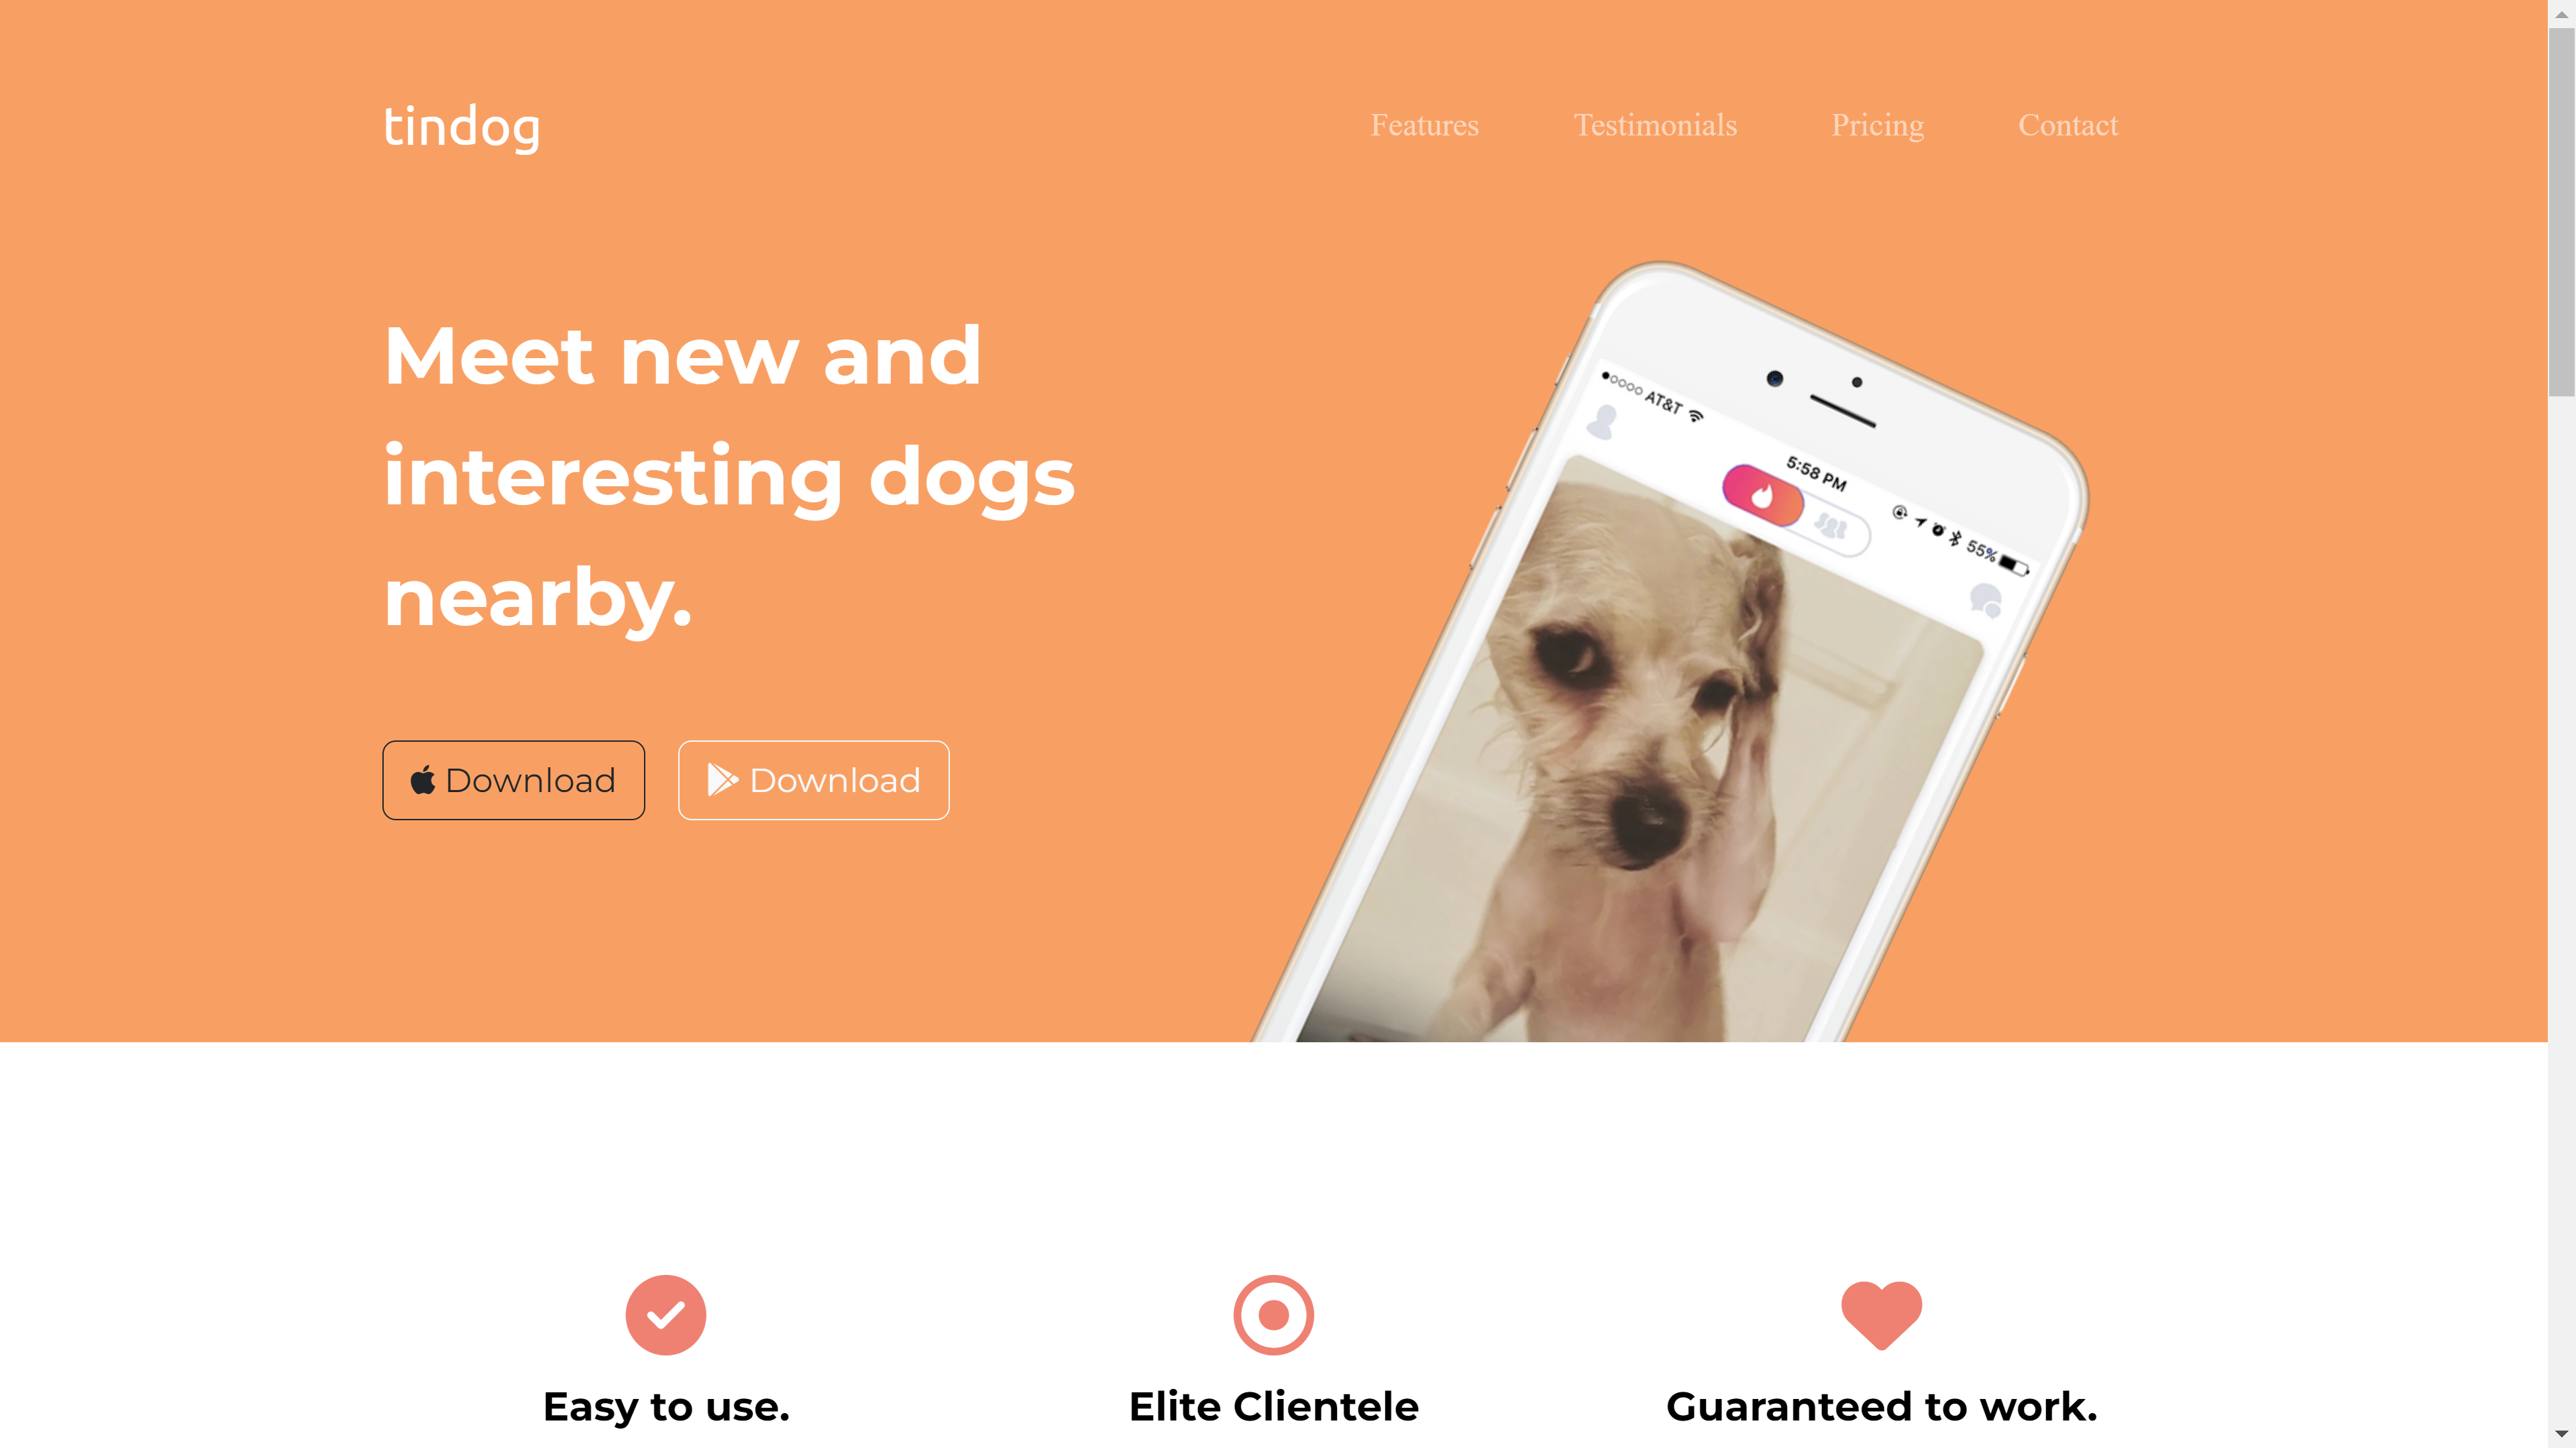 tindog
Features Testimonials Pricing Contact
Meet new and
interesting dogs
nearby.
Download Download
AT&T
5:58 PM
55%
Easy to use. Elite Clientele Guaranteed to work.